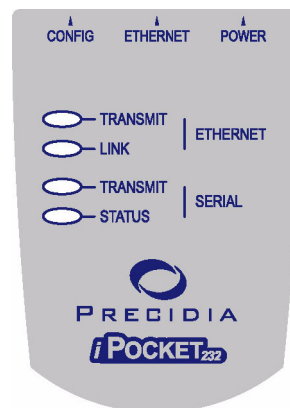 CONFIG ETHERNET POWER
TRANSMIT
ETHERNET
LINK
TRANSMIT
SERIAL
STATUS
PRECIDIA
iPOCKET232